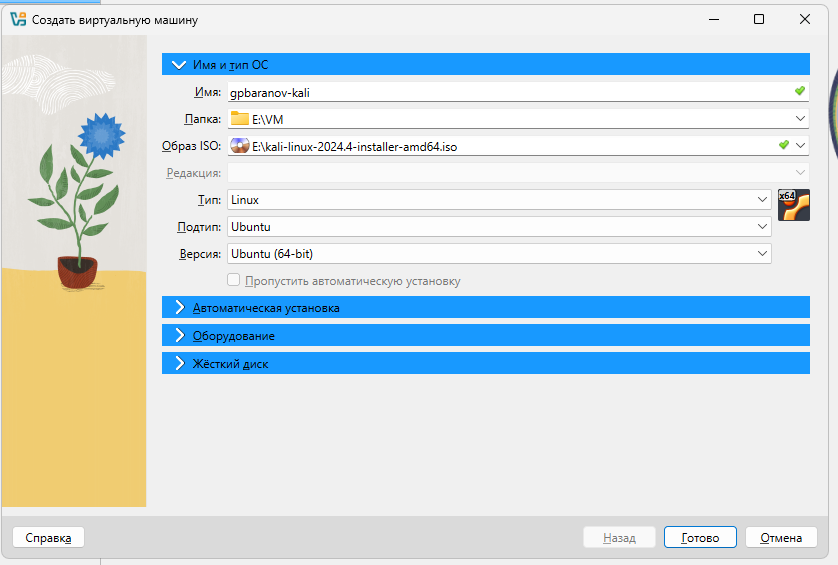 Создать виртуальную машину
Имя и тип ОС
Имя: gpbaranov-kali
Папка: E:\VM
Образ ISO: E:\kali-linux-2024.4-installer-amd64.iso
Редакция:
Тип: Linux
x64
Подтип: Ubuntu
Версия: Ubuntu (64-bit)
Пропустить автоматическую установку
Автоматическая установка
Оборудование
Жёсткий диск
Справка Назад Готово Отмена